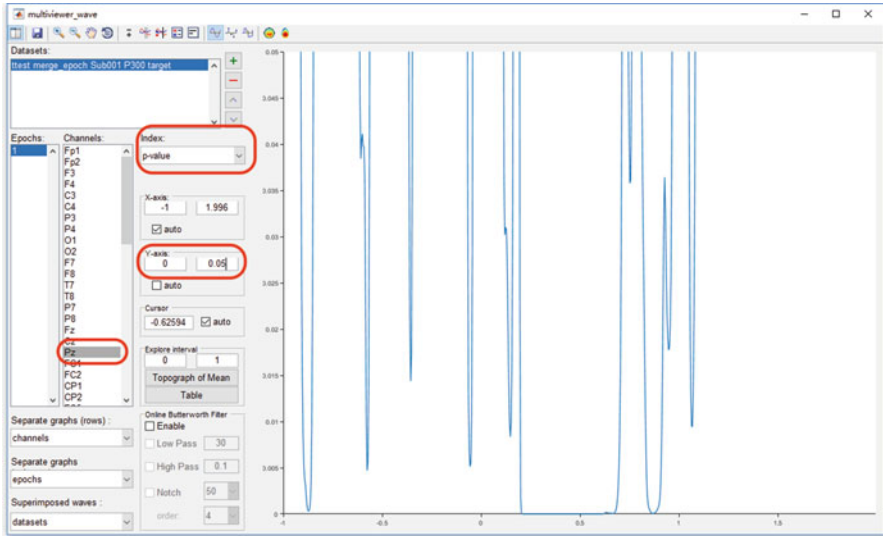 multiviewer_wave
Datasets:
ttest merge_epoch Sub001 P300 target
Epochs:
1
Channels:
Fp1
Fp2
F3
F4
C3
C4
P3
P4
O1
O2
F7
F8
T7
T8
P7
P8
Fz
Cz
Pz
FC1
FC2
CP1
CP2
Index:
p-value
X-axis:
-1 1.996
auto
Y-axis:
0 0.05
auto
Cursor
-0.62594 auto
Explore interval
0 1
Topograph of Mean
Table
Online Butterworth Filter
Enable
Low Pass 30
High Pass 0.1
Notch 50
order: 4
Separate graphs (rows) :
channels
Separate graphs
epochs
Superimposed waves :
datasets
0.05
0.045
0.04
0.035
0.03
0.025
0.02
0.015
0.01
0.005
0
-1 -0.5 0 0.5 1 1.5